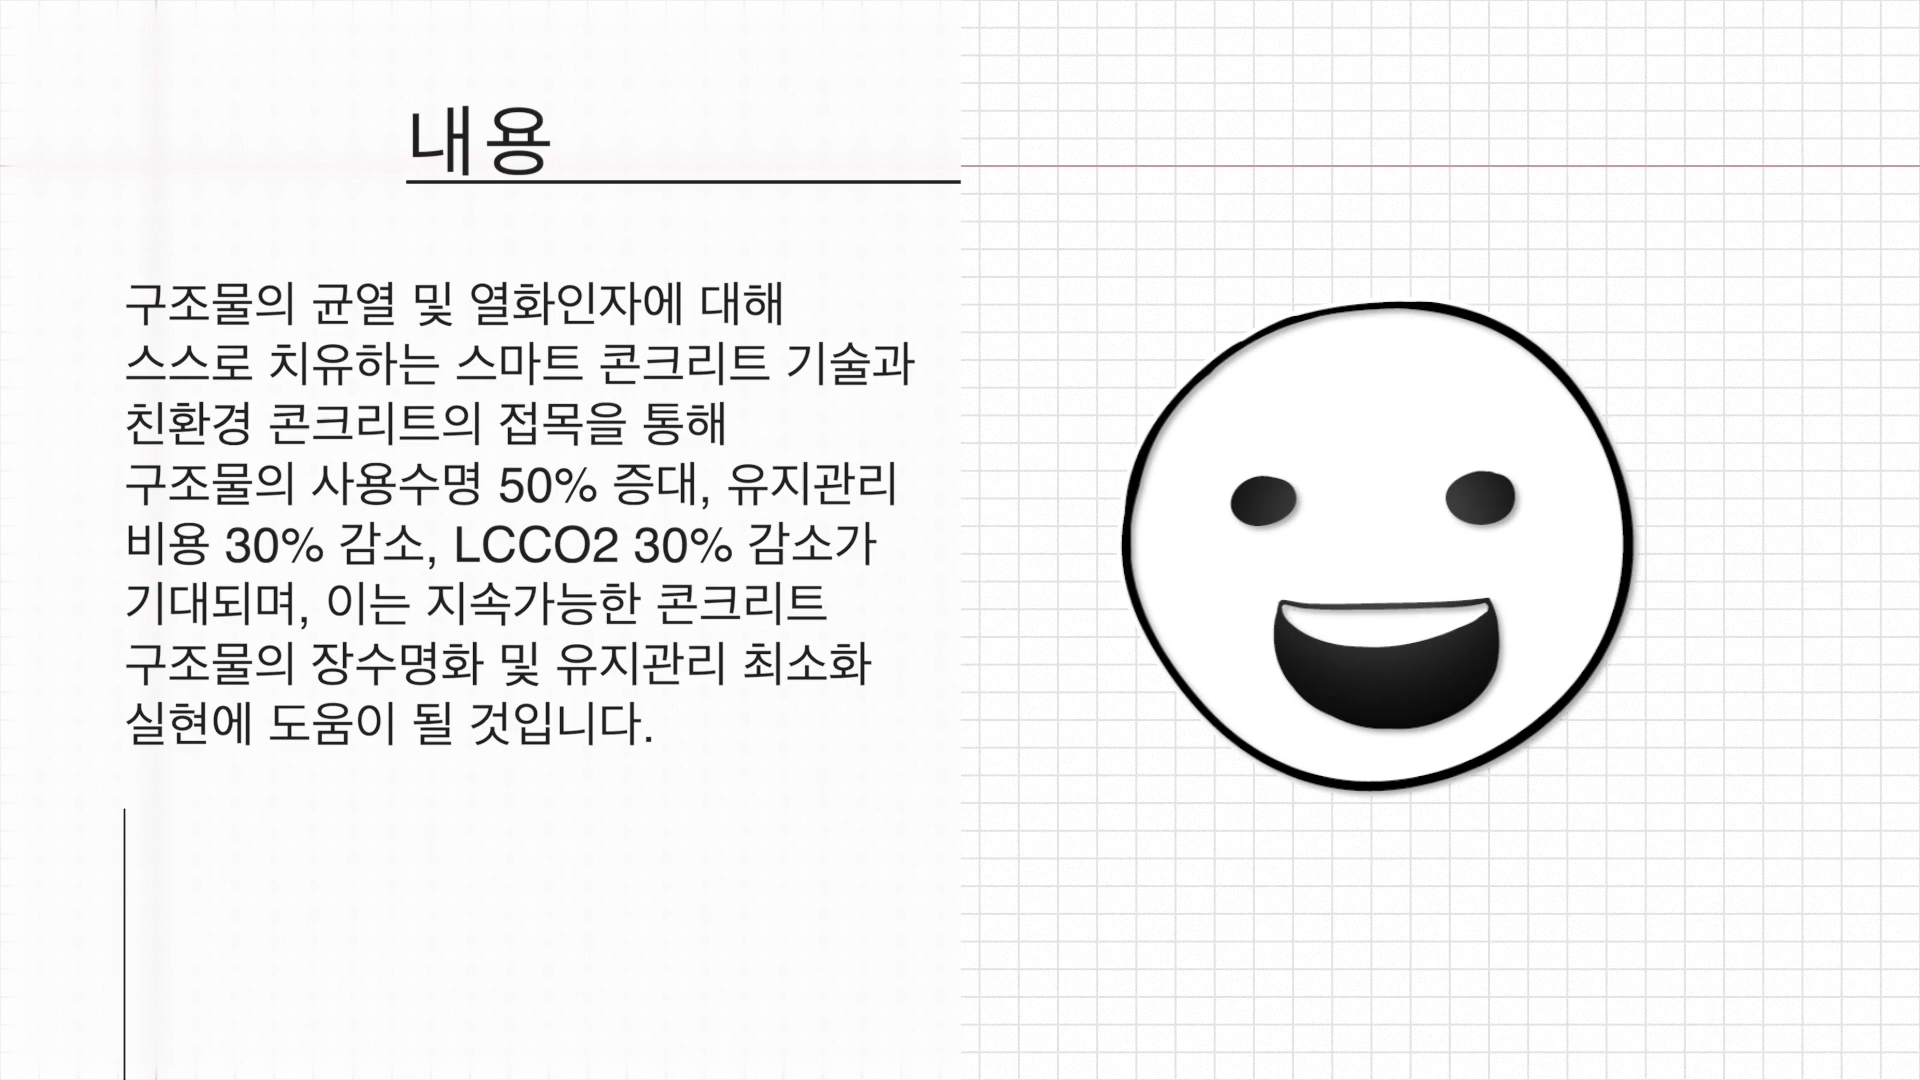 내용
구조물의 균열 및 열화인자에 대해
스스로 치유하는 스마트 콘크리트 기술과
친환경 콘크리트의 접목을 통해
구조물의 사용수명 50% 증대, 유지관리
비용 30% 감소, LCCO2 30% 감소가
기대되며, 이는 지속가능한 콘크리트
구조물의 장수명화 및 유지관리 최소화
실현에 도움이 될 것입니다.